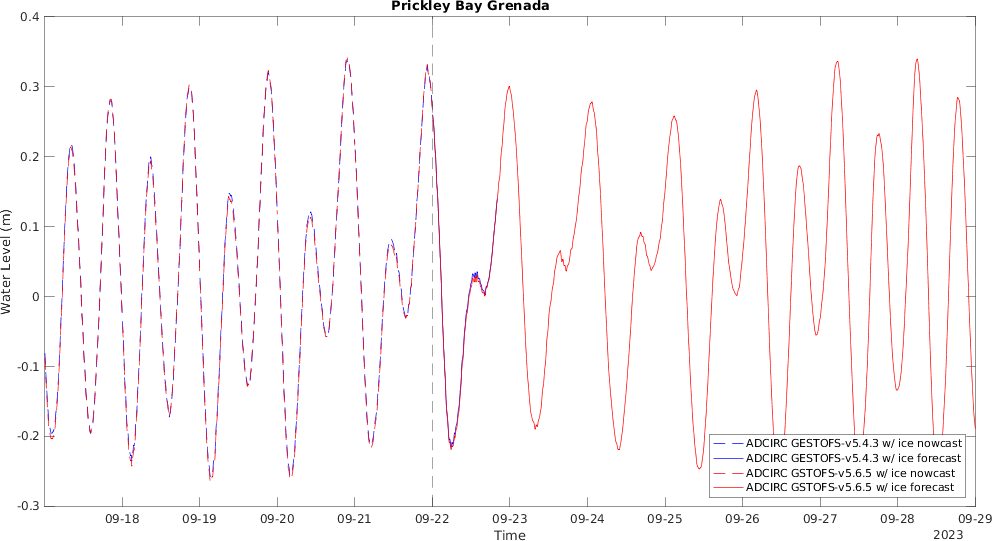 Prickley Bay Grenada
0.4
0.3
0.2
0.1
0
-0.1
-0.2
-0.3
Water Level (m)
ADCIRC GESTOFS-v5.4.3 w/ ice nowcast
ADCIRC GESTOFS-v5.4.3 w/ ice forecast
ADCIRC GSTOFS-v5.6.5 w/ ice nowcast
ADCIRC GSTOFS-v5.6.5 w/ ice forecast
09-18 09-19 09-20 09-21 09-22 09-23 09-24 09-25 09-26 09-27 09-28 09-29
Time
2023